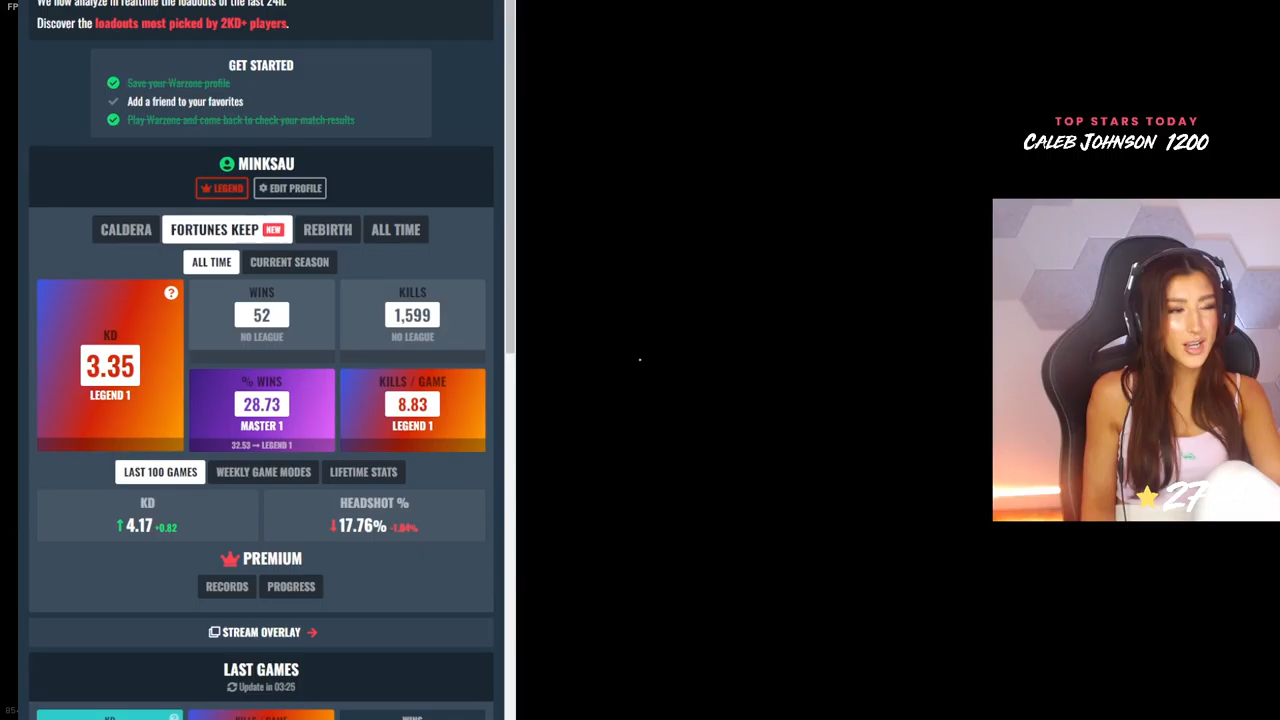 FP
We now analyze in realtime the loadouts of the last 24h.
Discover the loadouts most picked by 2KD+ players.
GET STARTED
Save your Warzone profile
Add a friend to your favorites
Play Warzone and come back to check your match results
MINKSAU
LEGEND EDIT PROFILE
CALDERA FORTUNES KEEP NEW REBIRTH ALL TIME
ALL TIME CURRENT SEASON
KD
3.35
LEGEND 1
?
WINS
52
NO LEAGUE
KILLS
1,599
NO LEAGUE
% WINS
28.73
MASTER 1
32.53 → LEGEND 1
KILLS / GAME
8.83
LEGEND 1
LAST 100 GAMES WEEKLY GAME MODES LIFETIME STATS
KD
↑4.17 +0.82
HEADSHOT %
↓17.76% -1.04%
PREMIUM
RECORDS PROGRESS
STREAM OVERLAY →
LAST GAMES
Update in 03:25
KD KILLS / GAME WINS
TOP STARS TODAY
CALEB JOHNSON 1200